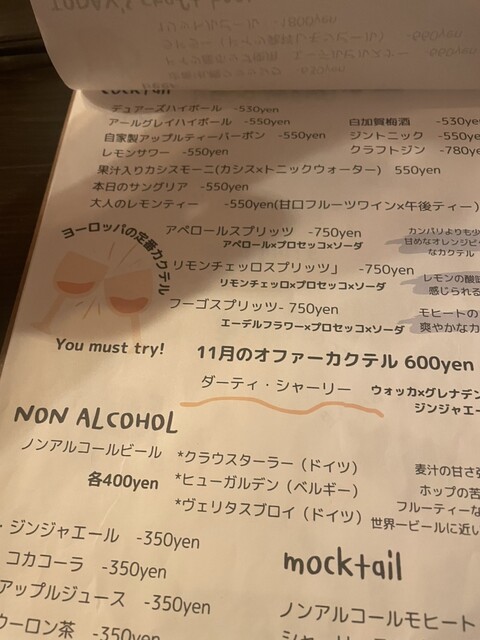 TODAY's craft beer
-1800yen
-660yen
-660yen
630yen
cocktail
デュアーズハイボール -530yen
アールグレイハイボール -550yen
白加賀梅酒 -530ye
自家製アップルティーバーボン -550yen
ジントニック -550ye
レモンサワー -550yen
クラフトジン -780y
果汁入りカシスモーニ(カシス×トニックウォーター) 550yen
本日のサングリア -550yen
大人のレモンティー -550yen(甘口フルーツワイン×午後ティー)
ヨーロッパの定番カクテル
You must try!
アペロールスプリッツ -750yen
アペロール×プロセッコ×ソーダ
カンパリよりも少
甘めなオレンジピ
なカクテル
リモンチェッロスプリッツ」 -750yen
リモンチェッロ×プロセッコ×ソーダ
レモンの酸味
感じられる
フーゴスプリッツ- 750yen
エーデルフラワー×プロセッコ×ソーダ
モヒートの
爽やかなカ
11月のオファーカクテル 600yen
ダーティ・シャーリー
ウォッカ×グレナデン
ジンジャエー
NON ALCOHOL
ノンアルコールビール
各400yen
*クラウスターラー（ドイツ）
麦汁の甘さ強
*ヒューガルデン（ベルギー）
ホップの苦
フルーティーな
*ヴェリタスブロイ（ドイツ）
世界一ビールに近い
・ジンジャエール -350yen
コカコーラ -350yen
アップルジュース -350yen
ウーロン茶 -350yen
mocktail
ノンアルコールモヒート